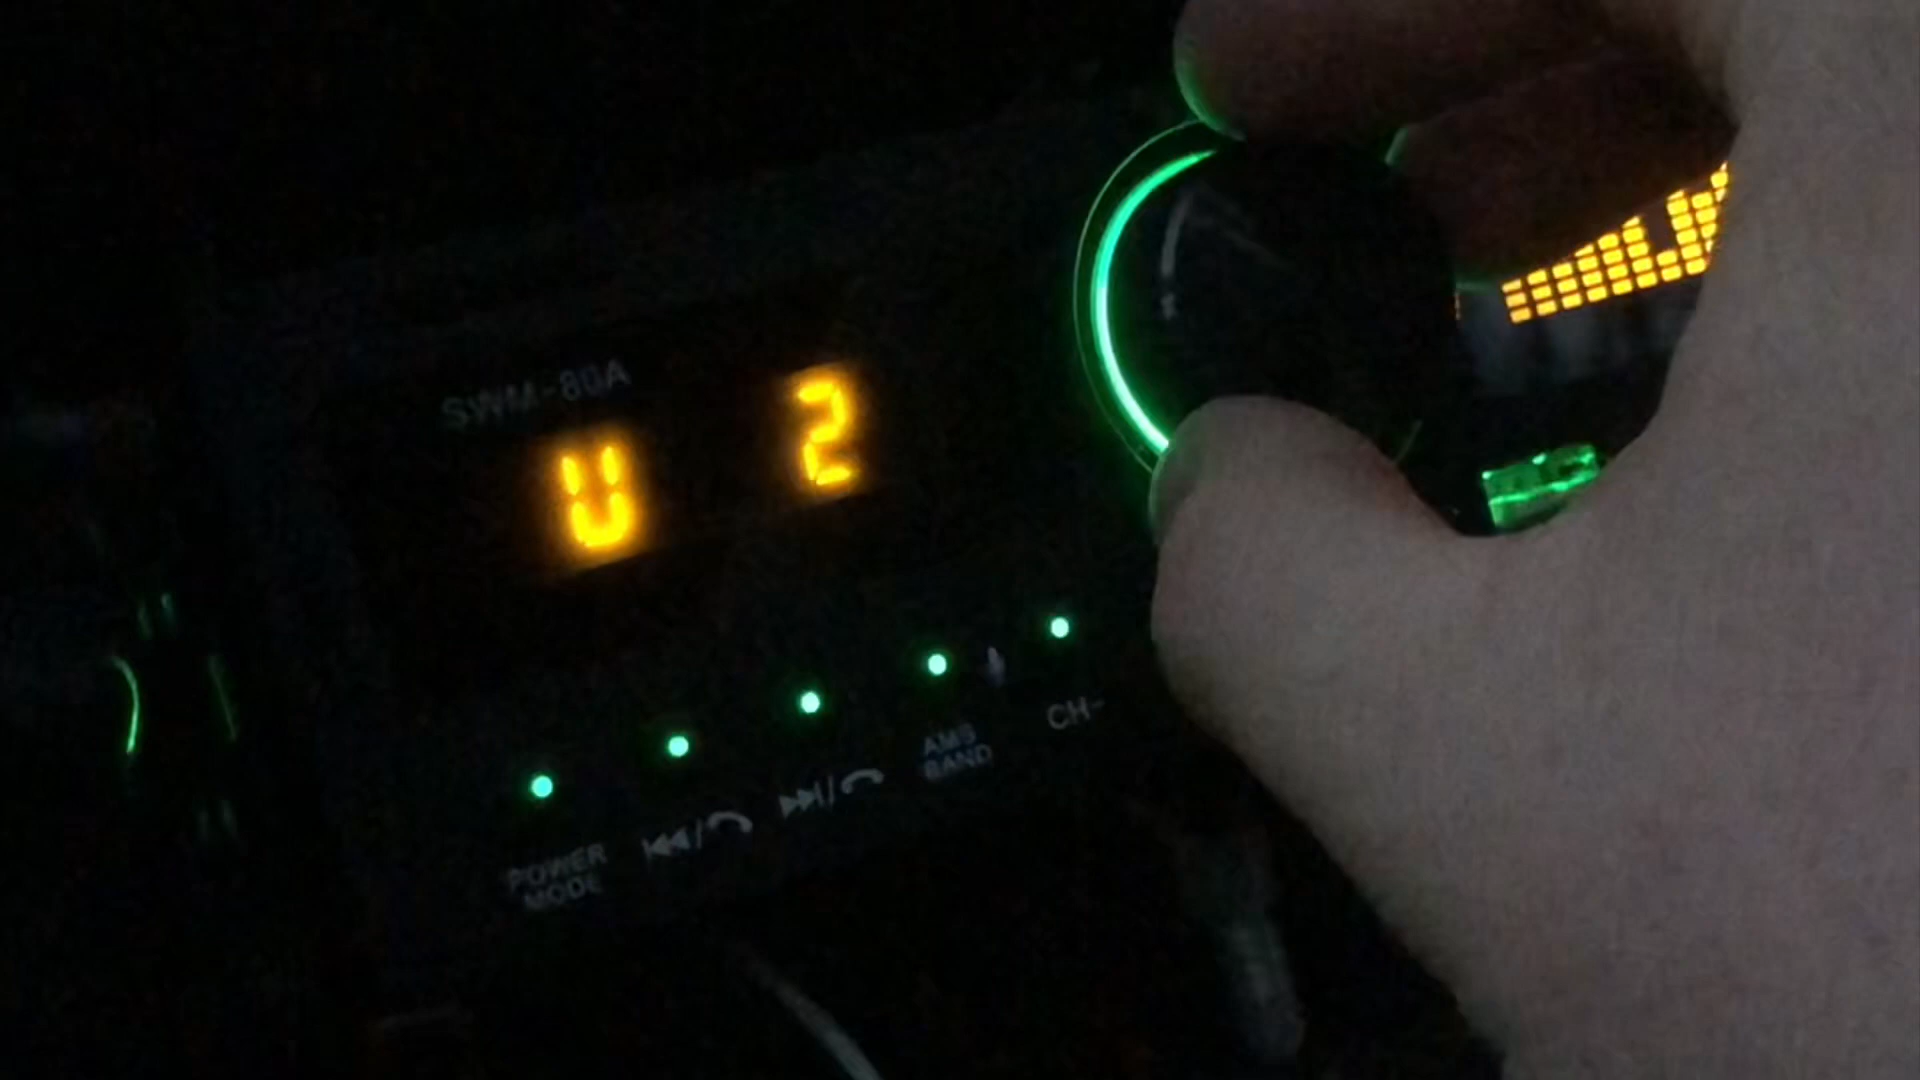 SWM-80A
U 2
POWER
MODE
AMS
BAND
CH-